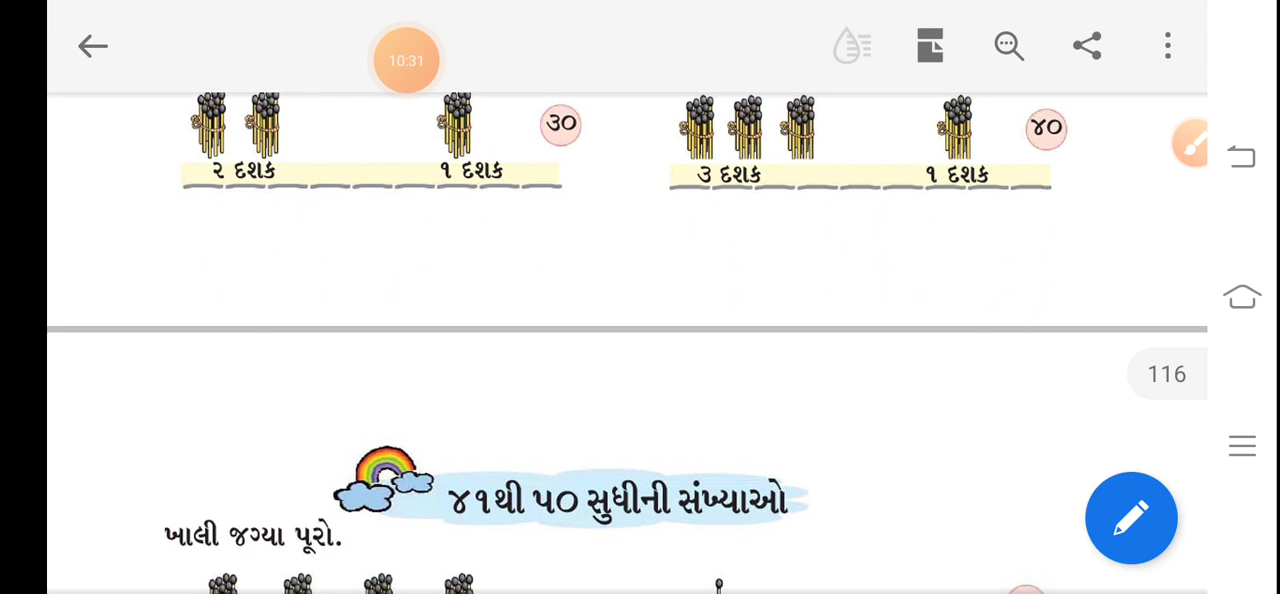 10:31
૩૦
૪૦
૨ દશક ૧ દશક
૩ દશક ૧ દશક
116
૪૧થી ૫૦ સુધીની સંખ્યાઓ
ખાલી જગ્યા પૂરો.